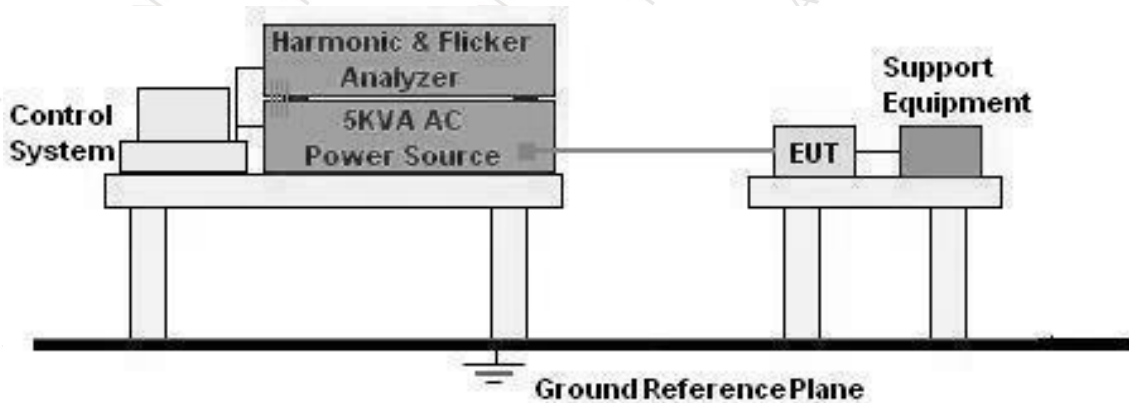 Harmonic & Flicker
Analyzer
Control
System
5KVA AC
Power Source
EUT
Support
Equipment
Ground Reference Plane